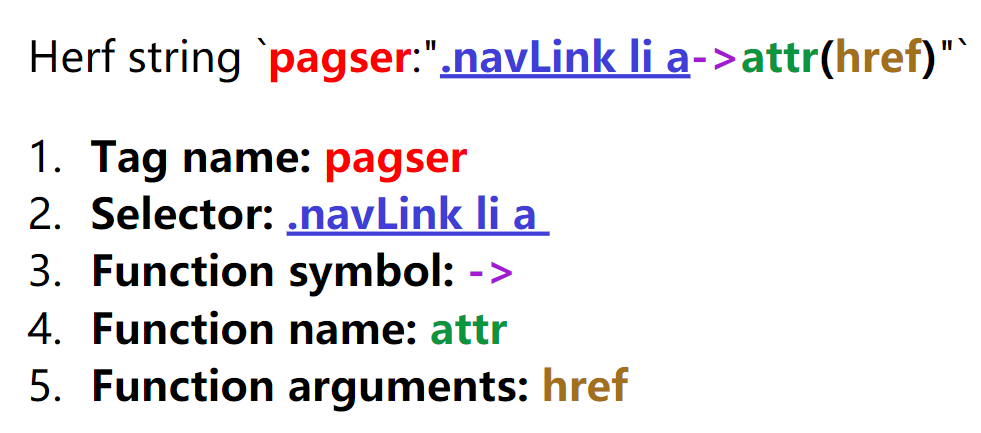 Herf string `pagser:".navLink li a->attr(href)"`
1. Tag name: pagser
2. Selector: .navLink li a
3. Function symbol: ->
4. Function name: attr
5. Function arguments: href